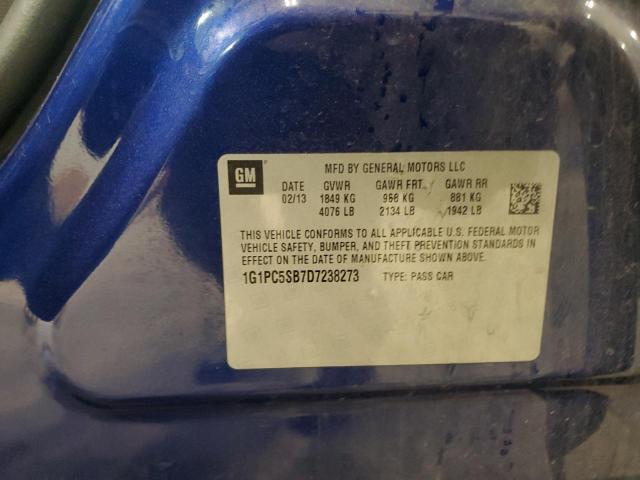 GM
MFD BY GENERAL MOTORS LLC
DATE GVWR GAWR FRT GAWR RR
02/13 1849 KG 968 KG 881 KG
4076 LB 2134 LB 1942 LB
THIS VEHICLE CONFORMS TO ALL APPLICABLE U.S. FEDERAL MOTOR
VEHICLE SAFETY, BUMPER, AND THEFT PREVENTION STANDARDS IN
EFFECT ON THE DATE OF MANUFACTURE SHOWN ABOVE.
1G1PC5SB7D7238273 TYPE: PASS CAR